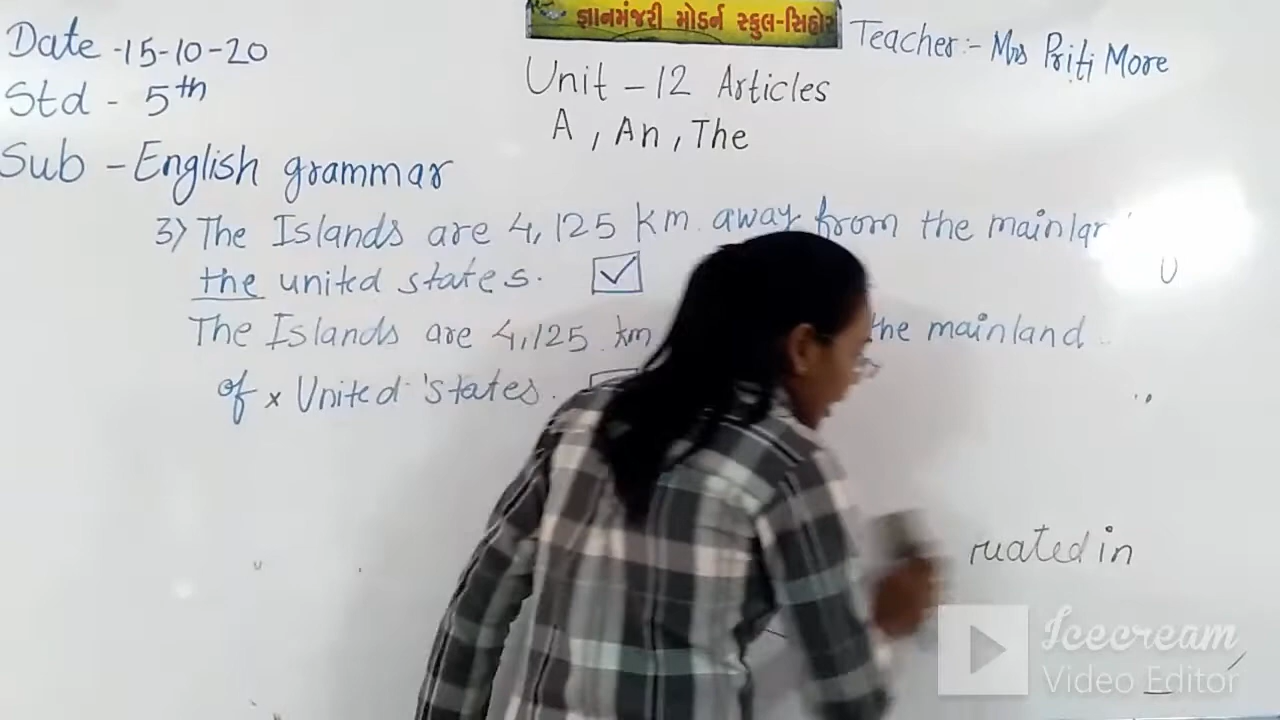 Date -15-10-20
જ્ઞાનમંજરી મોડર્ન સ્કુલ-સિહોર
Teacher:- Mrs Priti More
Std - 5th
Unit - 12 Articles
A , An , The
Sub - English grammar
3) The Islands are 4,125 km away from the
the united states.
The Islands are 4,125 km the mainland
of x United states.
in
Icecream
Video Editor